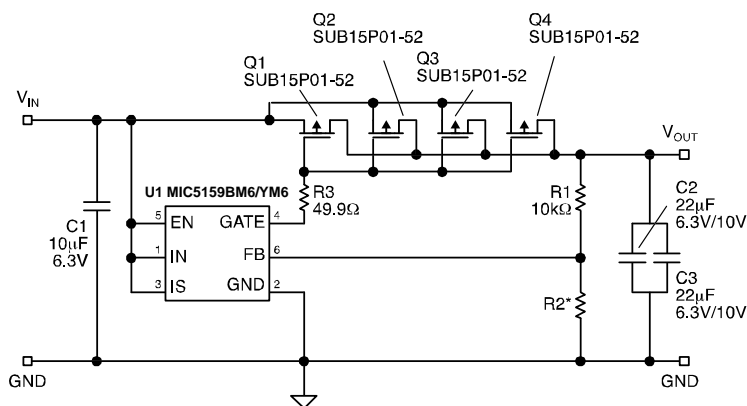 Q2
SUB15P01-52
Q4
SUB15P01-52
Q1
SUB15P01-52
Q3
SUB15P01-52
VIN
VOUT
U1 MIC5159BM6/YM6
R3
49.9Ω
R1
10kΩ
C1
10μF
6.3V
5 EN GATE 4
1 IN FB 6
3 IS GND 2
C2
22μF
6.3V/10V
R2*
C3
22μF
6.3V/10V
GND
GND